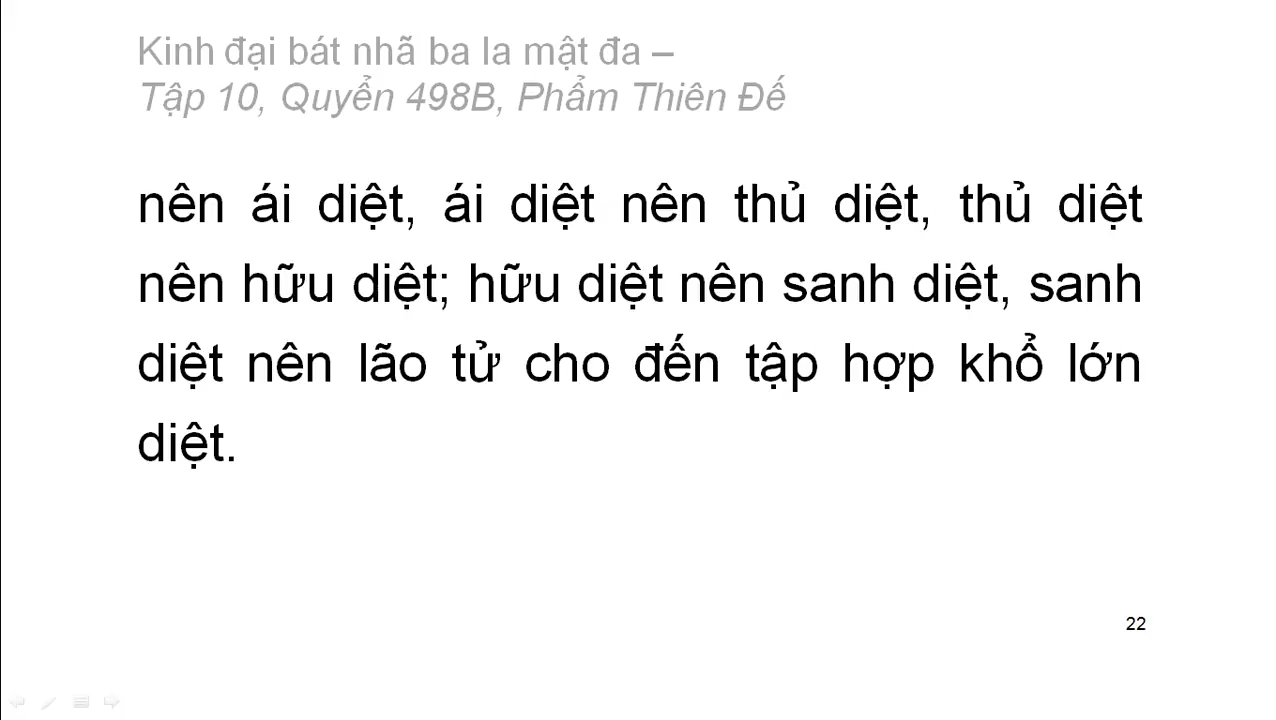 Kinh đại bát nhã ba la mật đa –
Tập 10, Quyển 498B, Phẩm Thiên Đế
nên ái diệt, ái diệt nên thủ diệt, thủ diệt
nên hữu diệt; hữu diệt nên sanh diệt, sanh
diệt nên lão tử cho đến tập hợp khổ lớn
diệt.
22